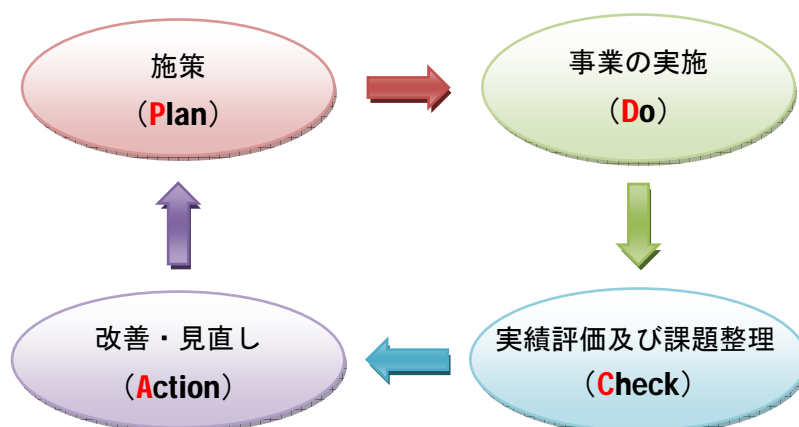 施策
（Plan）
事業の実施
（Do）
改善・見直し
（Action）
実績評価及び課題整理
（Check）